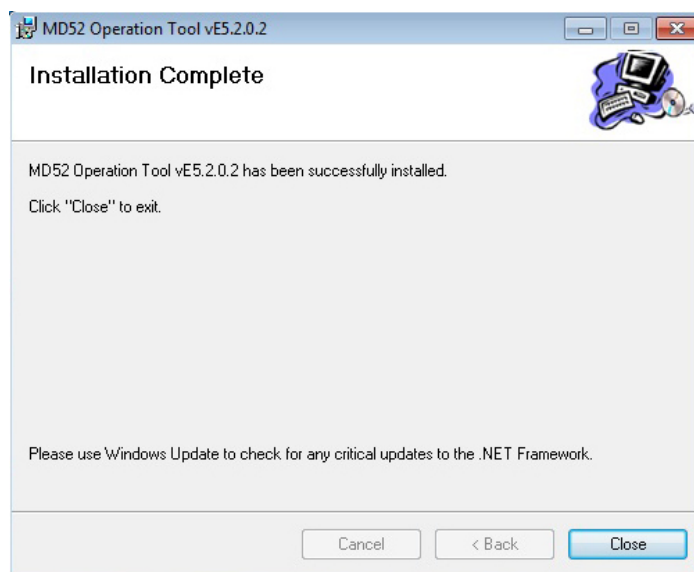 MD52 Operation Tool vE5.2.0.2
Installation Complete
MD52 Operation Tool vE5.2.0.2 has been successfully installed.
Click "Close" to exit.
Please use Windows Update to check for any critical updates to the .NET Framework.
Cancel
< Back
Close